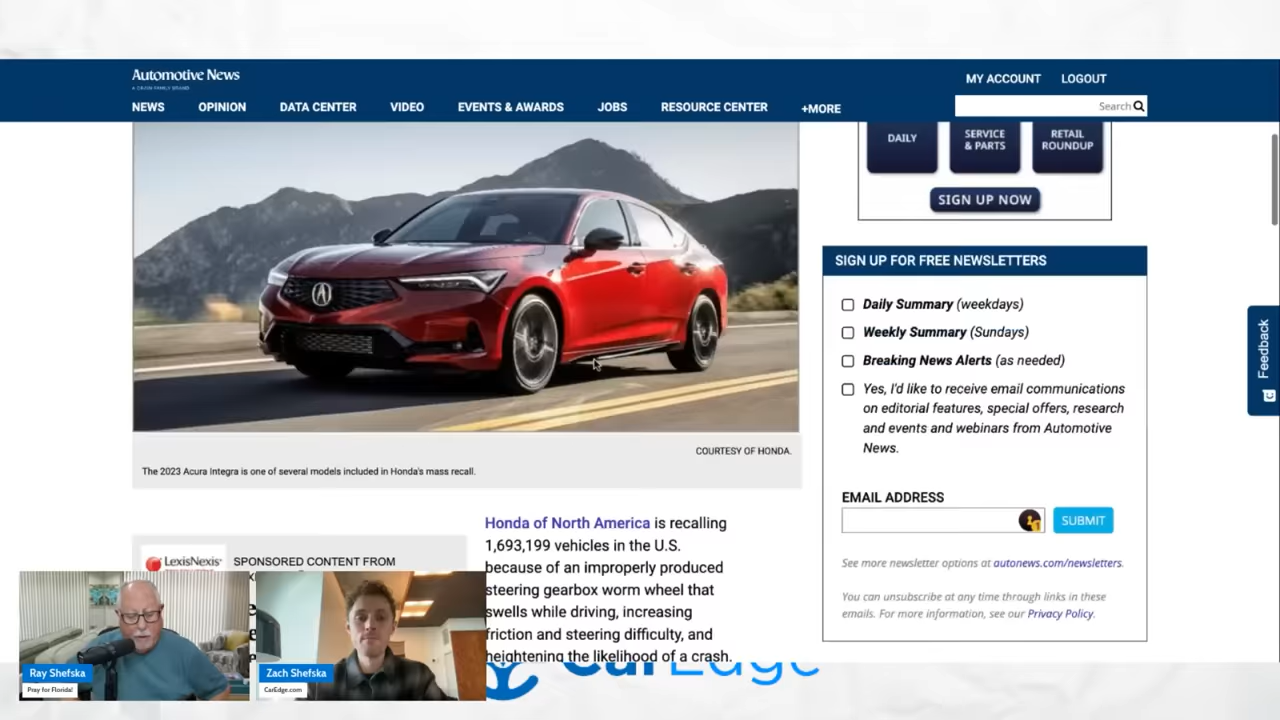 Automotive News
A CRAIN FAMILY BRAND
MY ACCOUNT LOGOUT
NEWS OPINION DATA CENTER VIDEO EVENTS & AWARDS JOBS RESOURCE CENTER +MORE
Search
DAILY
SERVICE
& PARTS
RETAIL
ROUNDUP
SIGN UP NOW
COURTESY OF HONDA.
The 2023 Acura Integra is one of several models included in Honda's mass recall.
SIGN UP FOR FREE NEWSLETTERS
Daily Summary (weekdays)
Weekly Summary (Sundays)
Breaking News Alerts (as needed)
Yes, I'd like to receive email communications
on editorial features, special offers, research
and events and webinars from Automotive
News.
EMAIL ADDRESS
SUBMIT
See more newsletter options at autonews.com/newsletters.
You can unsubscribe at any time through links in these
emails. For more information, see our Privacy Policy.
Feedback
LexisNexis
SPONSORED CONTENT FROM
Honda of North America is recalling
1,693,199 vehicles in the U.S.
because of an improperly produced
steering gearbox worm wheel that
swells while driving, increasing
friction and steering difficulty, and
heightening the likelihood of a crash.
Ray Shefska
Pray for Florida!
Zach Shefska
CarEdge.com
CarEdge